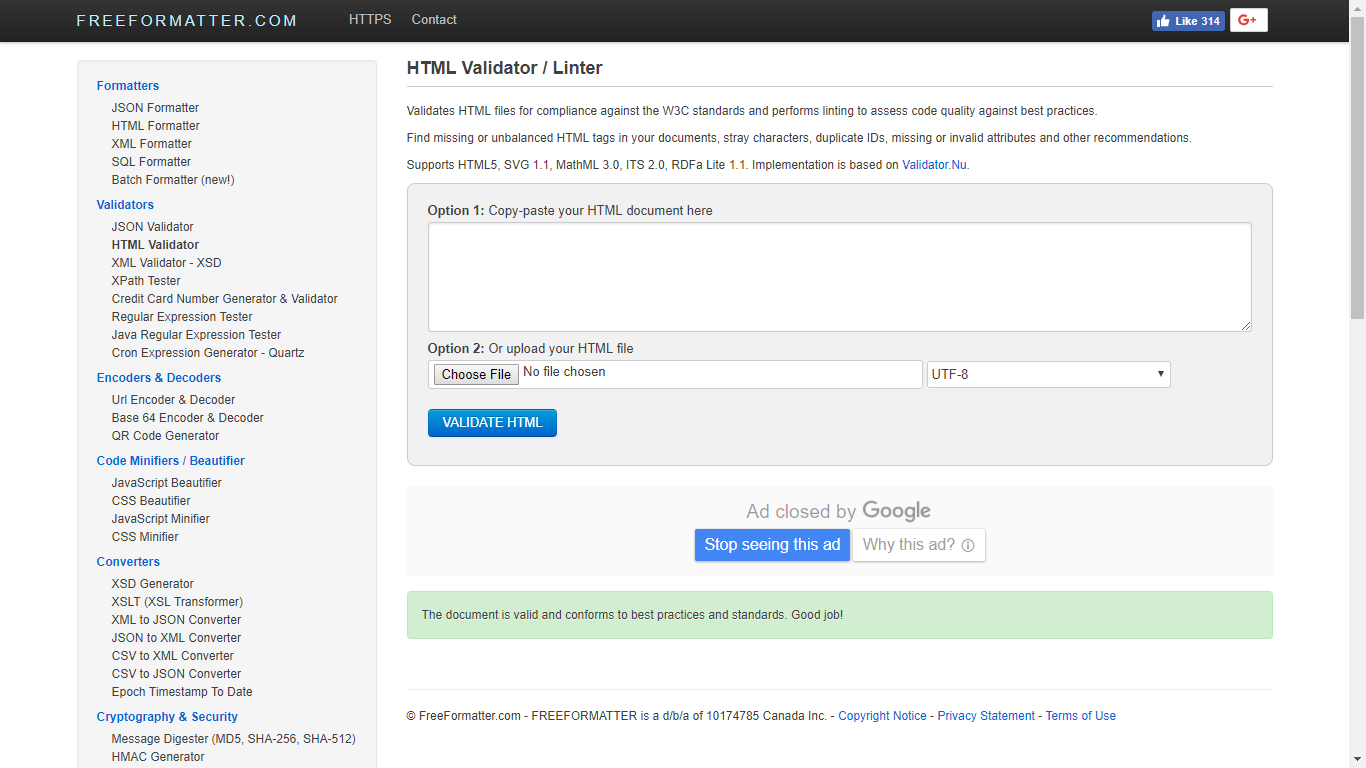 FREEFORMATTER.COM
HTTPS
Contact
Like 314
G+
Formatters
JSON Formatter
HTML Formatter
XML Formatter
SQL Formatter
Batch Formatter (new!)
Validators
JSON Validator
HTML Validator
XML Validator - XSD
XPath Tester
Credit Card Number Generator & Validator
Regular Expression Tester
Java Regular Expression Tester
Cron Expression Generator - Quartz
Encoders & Decoders
Url Encoder & Decoder
Base 64 Encoder & Decoder
QR Code Generator
Code Minifiers / Beautifier
JavaScript Beautifier
CSS Beautifier
JavaScript Minifier
CSS Minifier
Converters
XSD Generator
XSLT (XSL Transformer)
XML to JSON Converter
JSON to XML Converter
CSV to XML Converter
CSV to JSON Converter
Epoch Timestamp To Date
Cryptography & Security
Message Digester (MD5, SHA-256, SHA-512)
HMAC Generator
HTML Validator / Linter
Validates HTML files for compliance against the W3C standards and performs linting to assess code quality against best practices.
Find missing or unbalanced HTML tags in your documents, stray characters, duplicate IDs, missing or invalid attributes and other recommendations.
Supports HTML5, SVG 1.1, MathML 3.0, ITS 2.0, RDFa Lite 1.1. Implementation is based on Validator.Nu.
Option 1: Copy-paste your HTML document here
Option 2: Or upload your HTML file
Choose File No file chosen
UTF-8
VALIDATE HTML
Ad closed by Google
Stop seeing this ad
Why this ad?
The document is valid and conforms to best practices and standards. Good job!
© FreeFormatter.com - FREEFORMATTER is a d/b/a of 10174785 Canada Inc. - Copyright Notice - Privacy Statement - Terms of Use